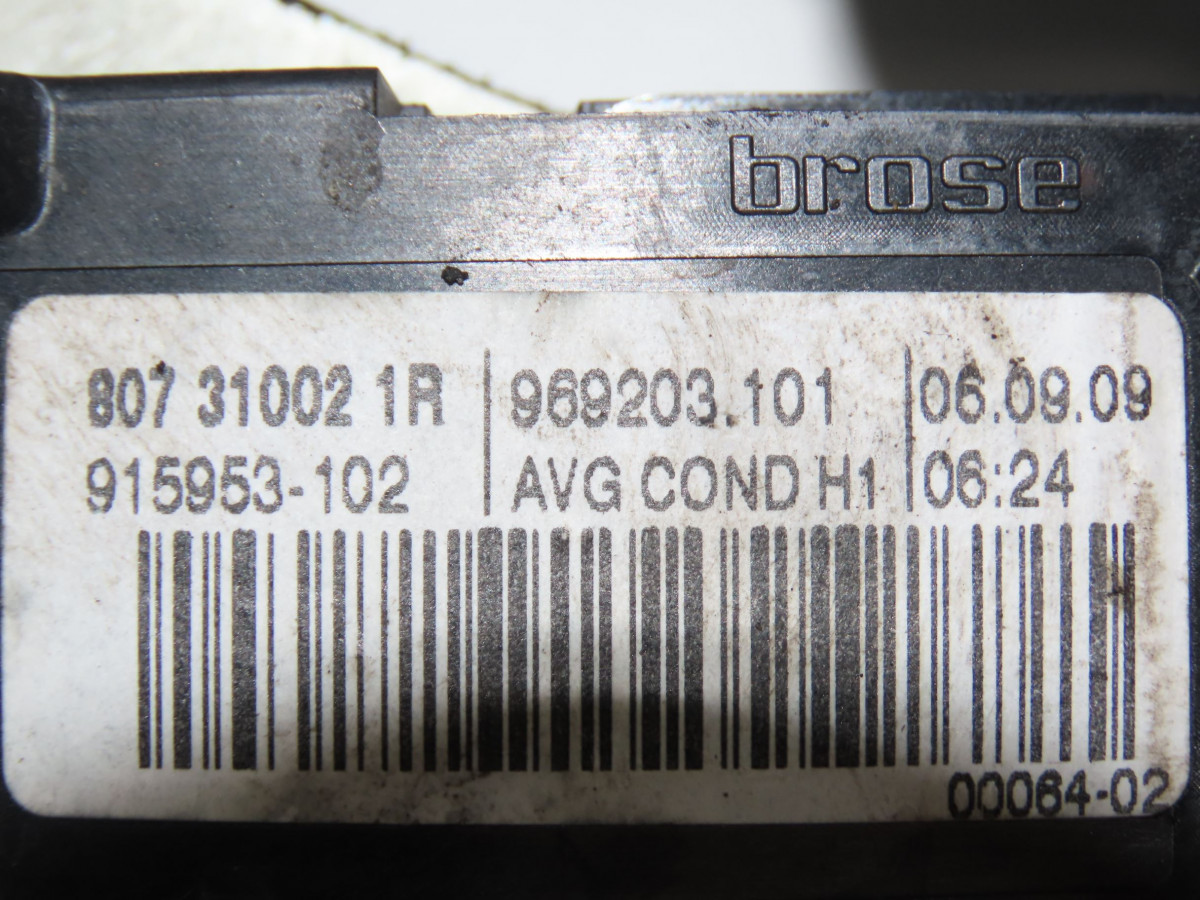 brose
807 31002 1R 969203.101 06.09.09
915953-102 AVG COND H1 06:24
00064-02